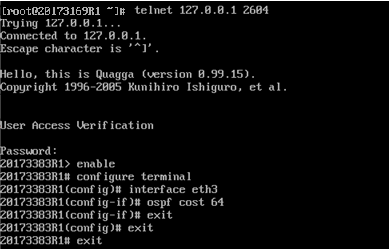 [root@20173169R1 ~]# telnet 127.0.0.1 2604
Trying 127.0.0.1...
Connected to 127.0.0.1.
Escape character is '^]'.
Hello, this is Quagga (version 0.99.15).
Copyright 1996-2005 Kunihiro Ishiguro, et al.
User Access Verification
Password:
20173383R1> enable
20173383R1# configure terminal
20173383R1(config)# interface eth3
20173383R1(config-if)# ospf cost 64
20173383R1(config-if)# exit
20173383R1(config)# exit
20173383R1# exit